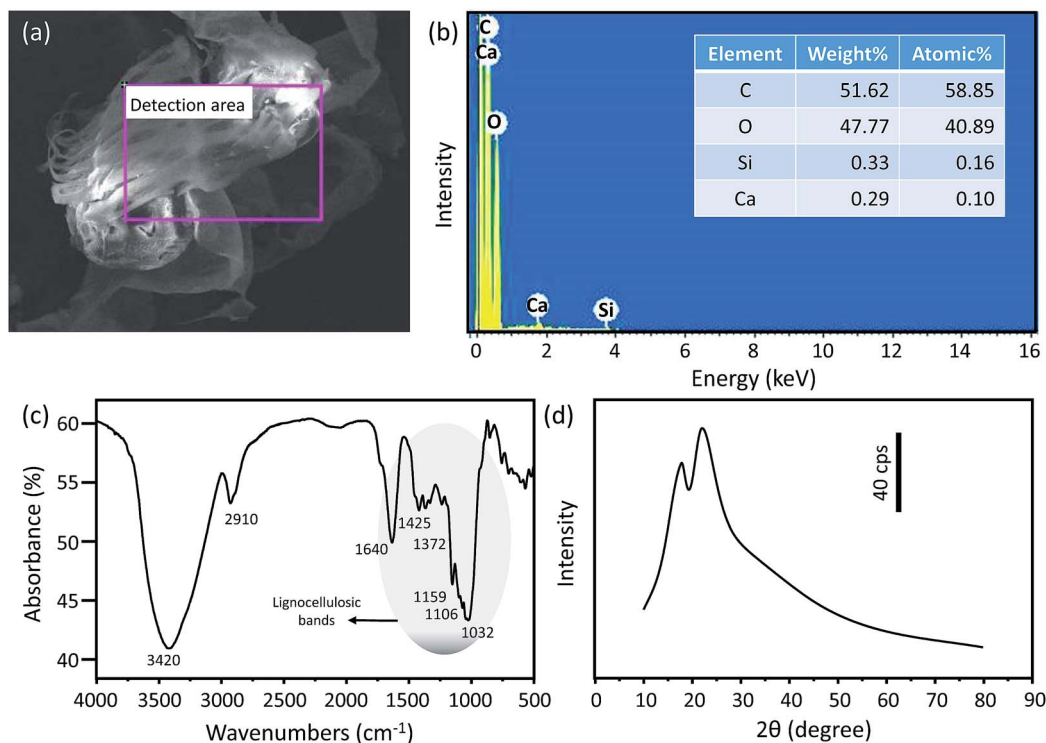 (a)
Detection area
(b)
C
Ca
O
Ca
Si
Intensity
Element Weight% Atomic%
C 51.62 58.85
O 47.77 40.89
Si 0.33 0.16
Ca 0.29 0.10
0 2 4 6 8 10 12 14 16
Energy (keV)
(c)
Absorbance (%)
60
55
50
45
40
3420
2910
1640
1425
1372
1159
1106
1032
Lignocellulosic
bands
4000 3500 3000 2500 2000 1500 1000 500
Wavenumbers (cm⁻¹)
(d)
Intensity
40 cps
0 10 20 30 40 50 60 70 80 90
2θ (degree)